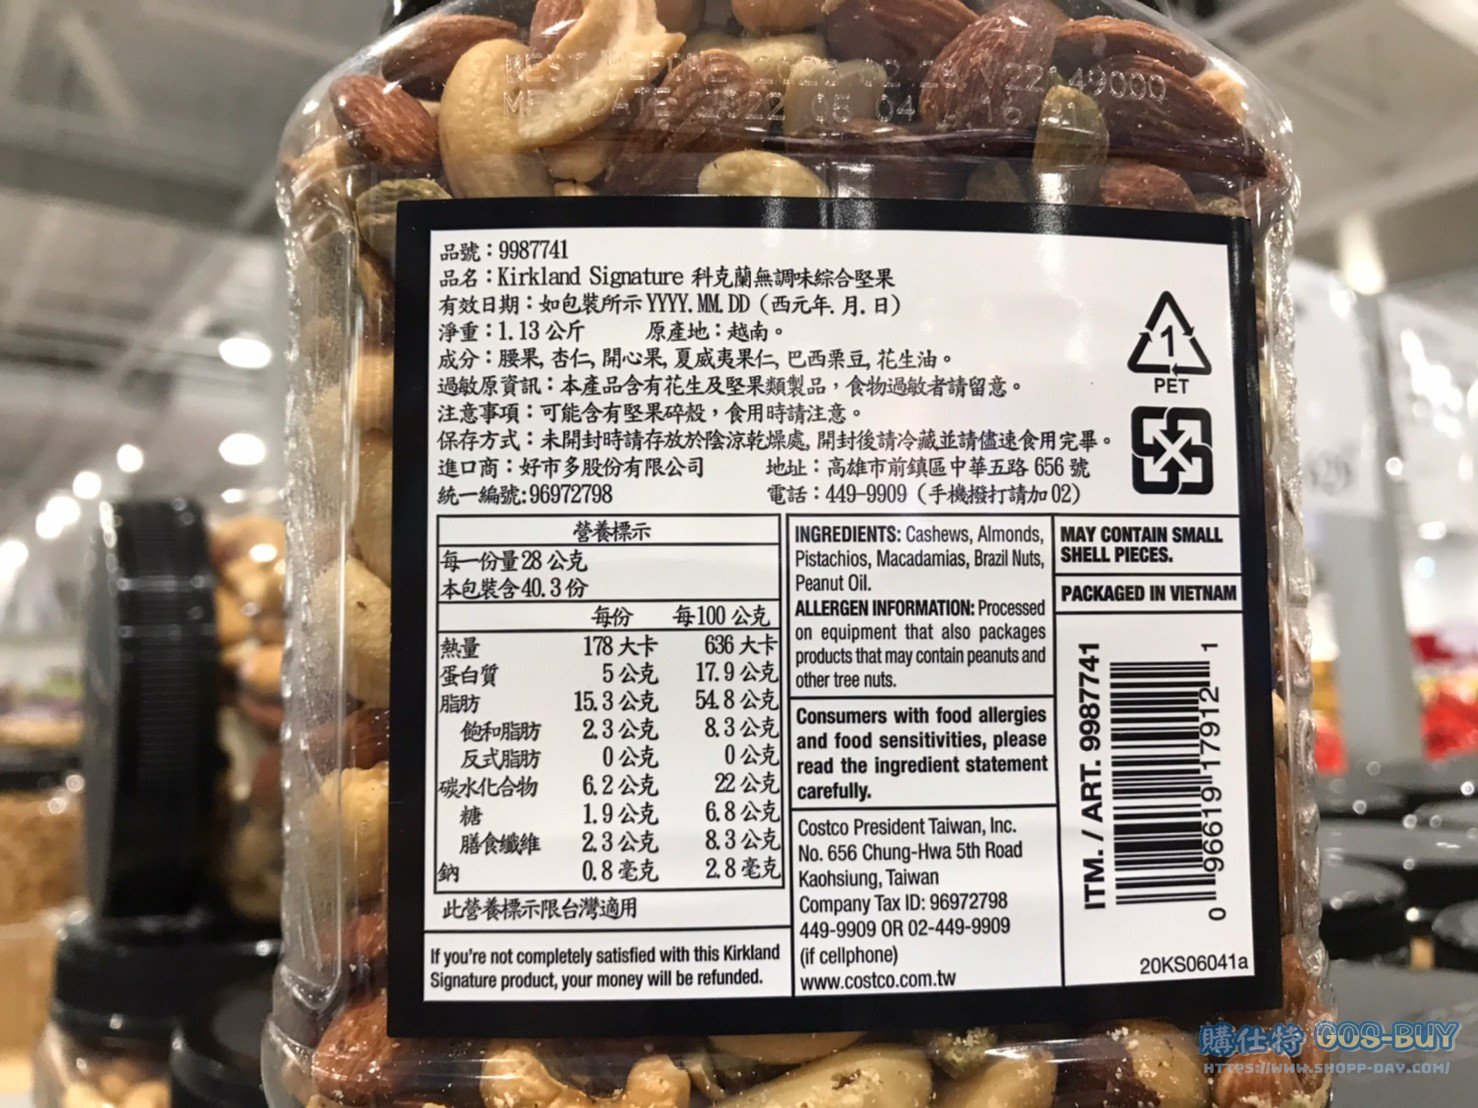 BEST BEFORE 2023 02 28 V22149000
MFG DATE 2022 05 04
品號：9987741
品名：Kirkland Signature 科克蘭無調味綜合堅果
有效日期：如包裝所示 YYYY.MM.DD (西元年.月.日)
淨重：1.13 公斤 原產地：越南。
成分：腰果, 杏仁, 開心果, 夏威夷果仁, 巴西栗豆, 花生油。
過敏原資訊：本產品含有花生及堅果類製品，食物過敏者請留意。
注意事項：可能含有堅果碎殼，食用時請注意。
保存方式：未開封時請存放於陰涼乾燥處, 開封後請冷藏並請儘速食用完畢。
進口商：好市多股份有限公司 地址：高雄市前鎮區中華五路 656 號
統一編號:96972798 電話：449-9909 (手機撥打請加 02)
1
PET
營養標示
每一份量 28 公克
本包裝含 40.3 份
每份 每100 公克
熱量 178 大卡 636 大卡
蛋白質 5 公克 17.9 公克
脂肪 15.3 公克 54.8 公克
飽和脂肪 2.3 公克 8.3 公克
反式脂肪 0 公克 0 公克
碳水化合物 6.2 公克 22 公克
糖 1.9 公克 6.8 公克
膳食纖維 2.3 公克 8.3 公克
鈉 0.8 毫克 2.8 毫克
此營養標示限台灣適用
If you're not completely satisfied with this Kirkland
Signature product, your money will be refunded.
INGREDIENTS: Cashews, Almonds,
Pistachios, Macadamias, Brazil Nuts,
Peanut Oil.
ALLERGEN INFORMATION: Processed
on equipment that also packages
products that may contain peanuts and
other tree nuts.
Consumers with food allergies
and food sensitivities, please
read the ingredient statement
carefully.
Costco President Taiwan, Inc.
No. 656 Chung-Hwa 5th Road
Kaohsiung, Taiwan
Company Tax ID: 96972798
449-9909 OR 02-449-9909
(if cellphone)
www.costco.com.tw
MAY CONTAIN SMALL
SHELL PIECES.
PACKAGED IN VIETNAM
ITM. / ART. 9987741
0 96619 17912 1
20KS06041a
購仕特 GOS-BUY
HTTPS://WWW.SHOPP-DAY.COM/